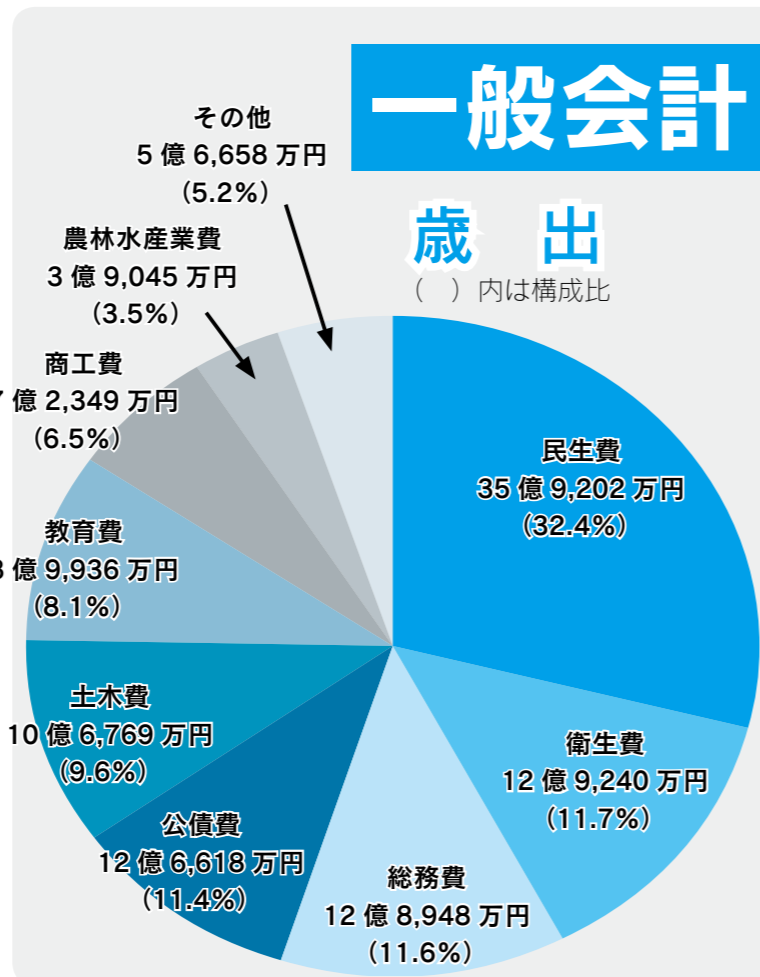 一般会計
歳 出
（ ）内は構成比
その他
5 億 6,658 万円
(5.2%)
農林水産業費
3 億 9,045 万円
(3.5%)
商工費
億 2,349 万円
(6.5%)
教育費
億 9,936 万円
(8.1%)
土木費
10 億 6,769 万円
(9.6%)
公債費
12 億 6,618 万円
(11.4%)
総務費
12 億 8,948 万円
(11.6%)
衛生費
12 億 9,240 万円
(11.7%)
民生費
35 億 9,202 万円
(32.4%)